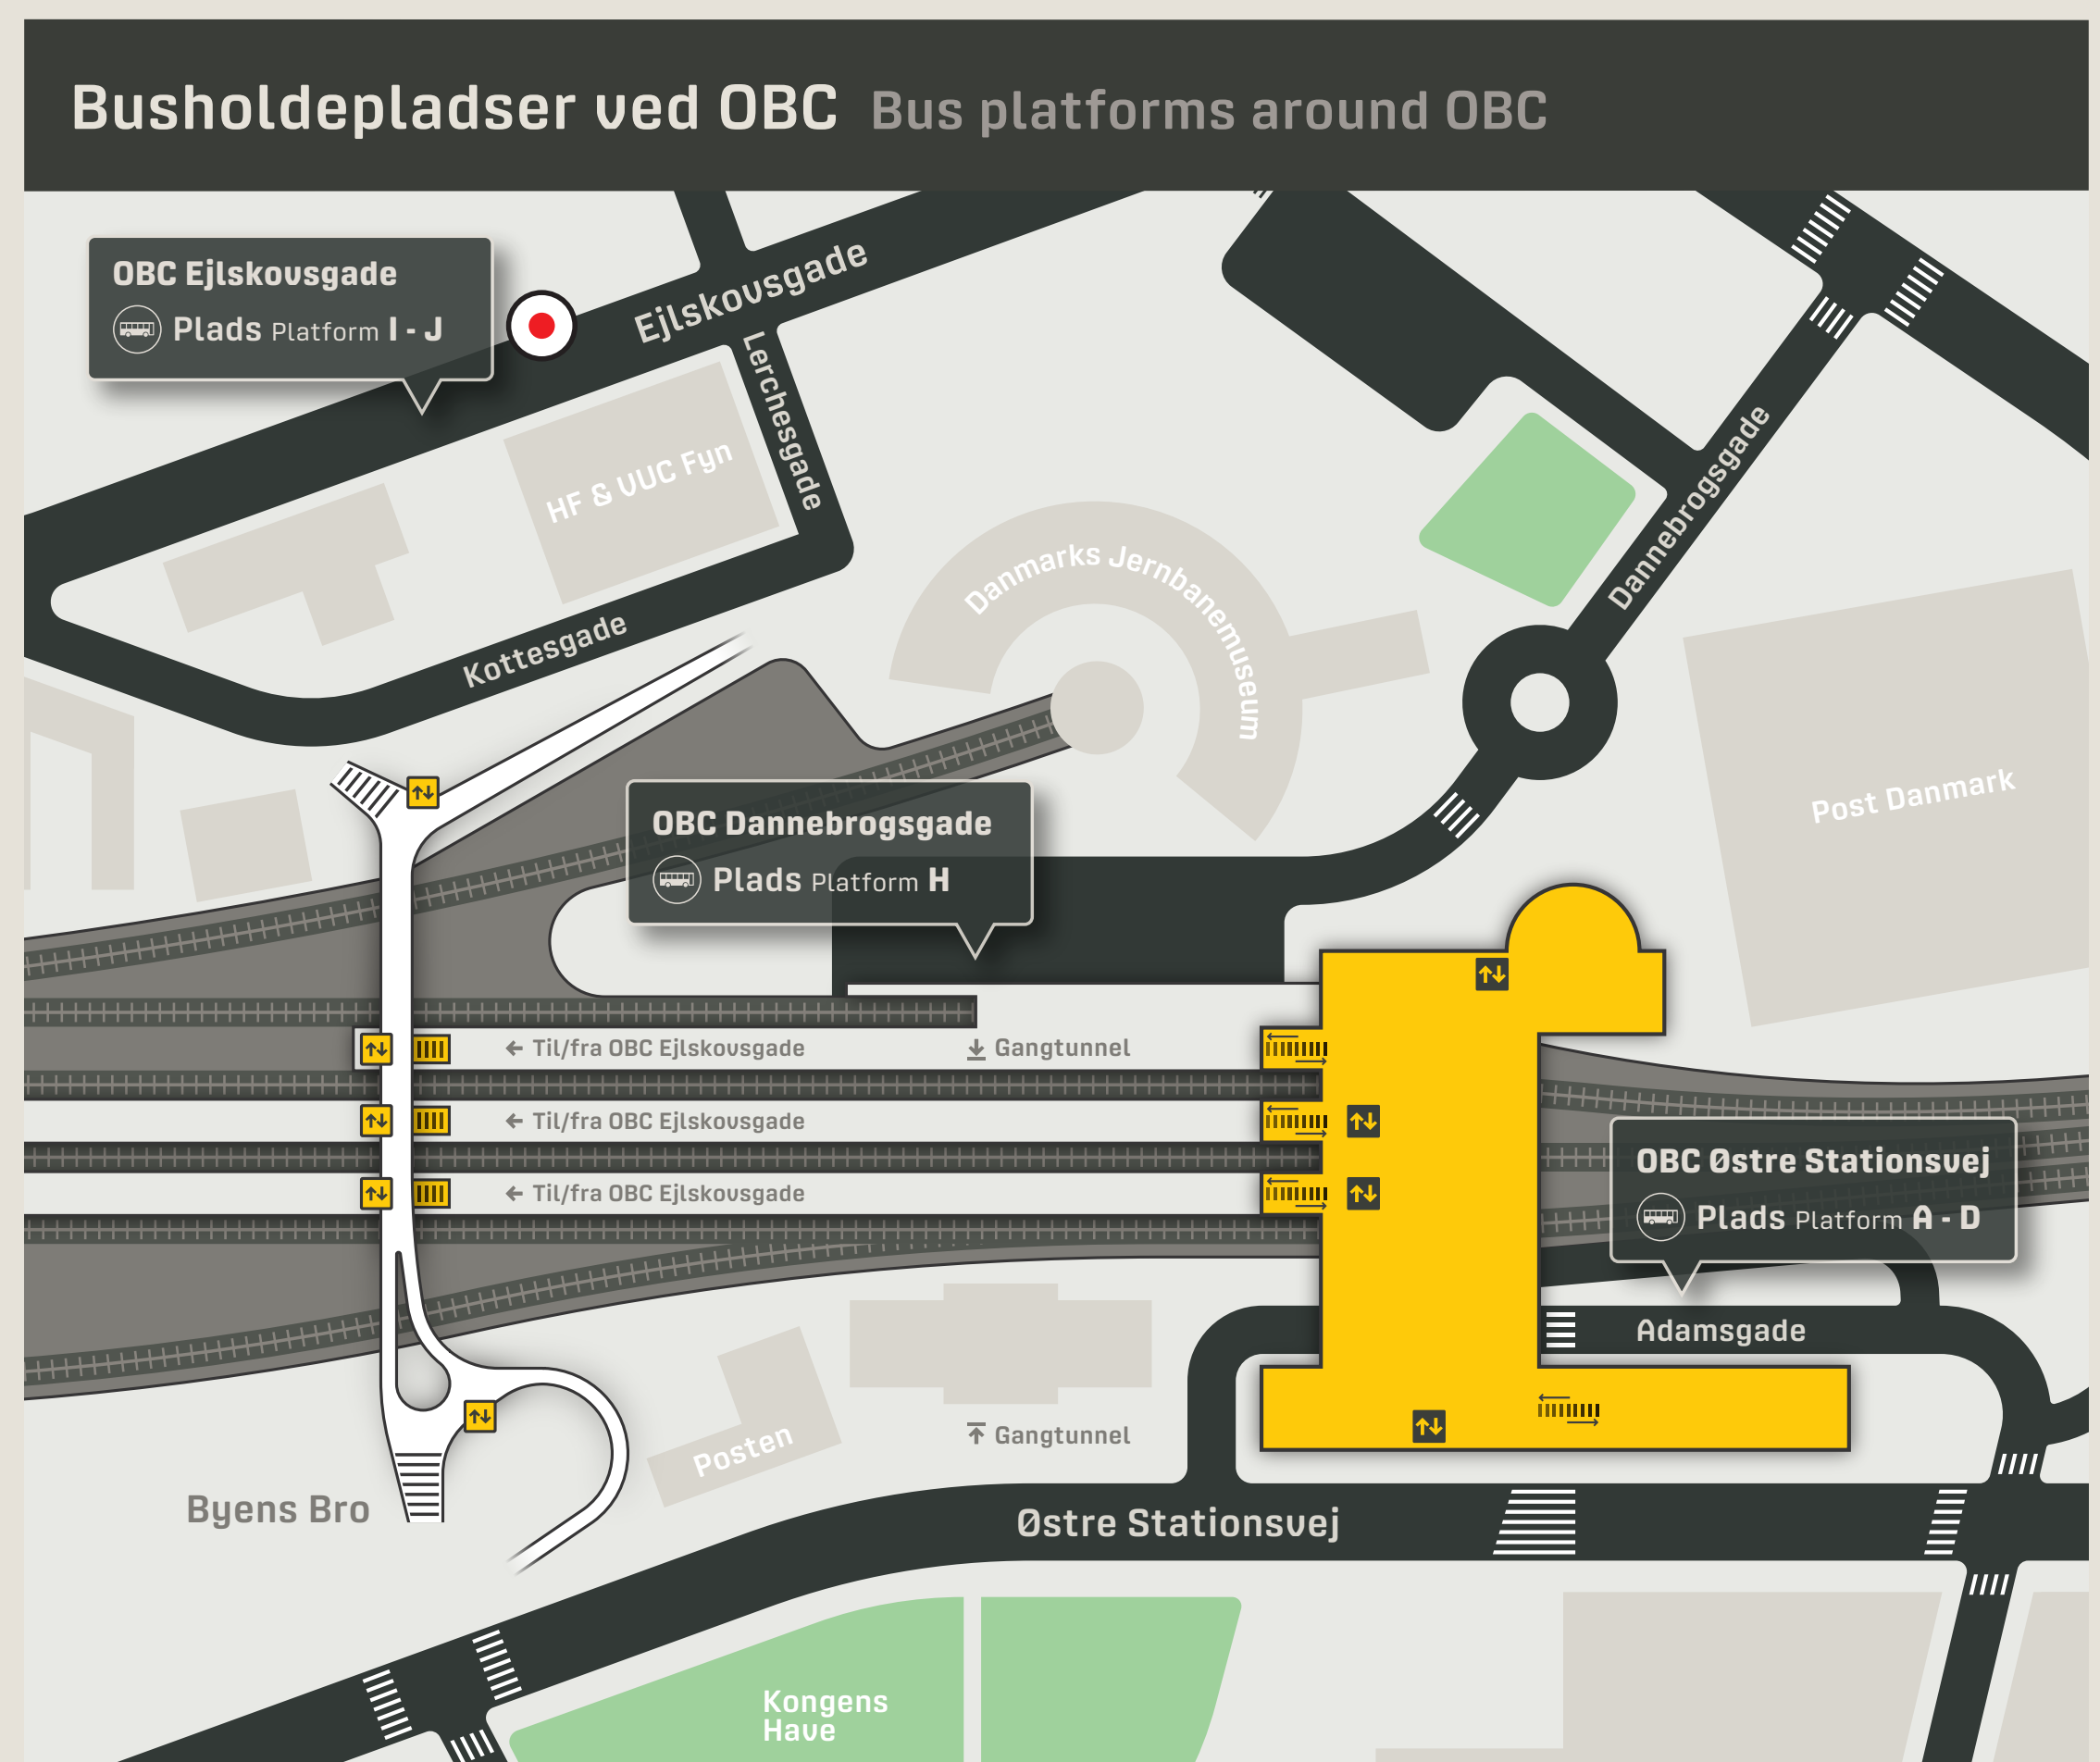 Busholdepladser ved OBC Bus platforms around OBC
OBC Ejlskovsgade
Plads Platform I - J
Ejlskovsgade
Lerchesgade
HF & VUC Fyn
Kottesgade
Danmarks Jernbanemuseum
Dannebrogsgade
Post Danmark
OBC Dannebrogsgade
Plads Platform H
← Til/fra OBC Ejlskovsgade
Gangtunnel
← Til/fra OBC Ejlskovsgade
← Til/fra OBC Ejlskovsgade
OBC Østre Stationsvej
Plads Platform A - D
Adamsgade
Gangtunnel
Posten
Byens Bro
Østre Stationsvej
Kongens
Have